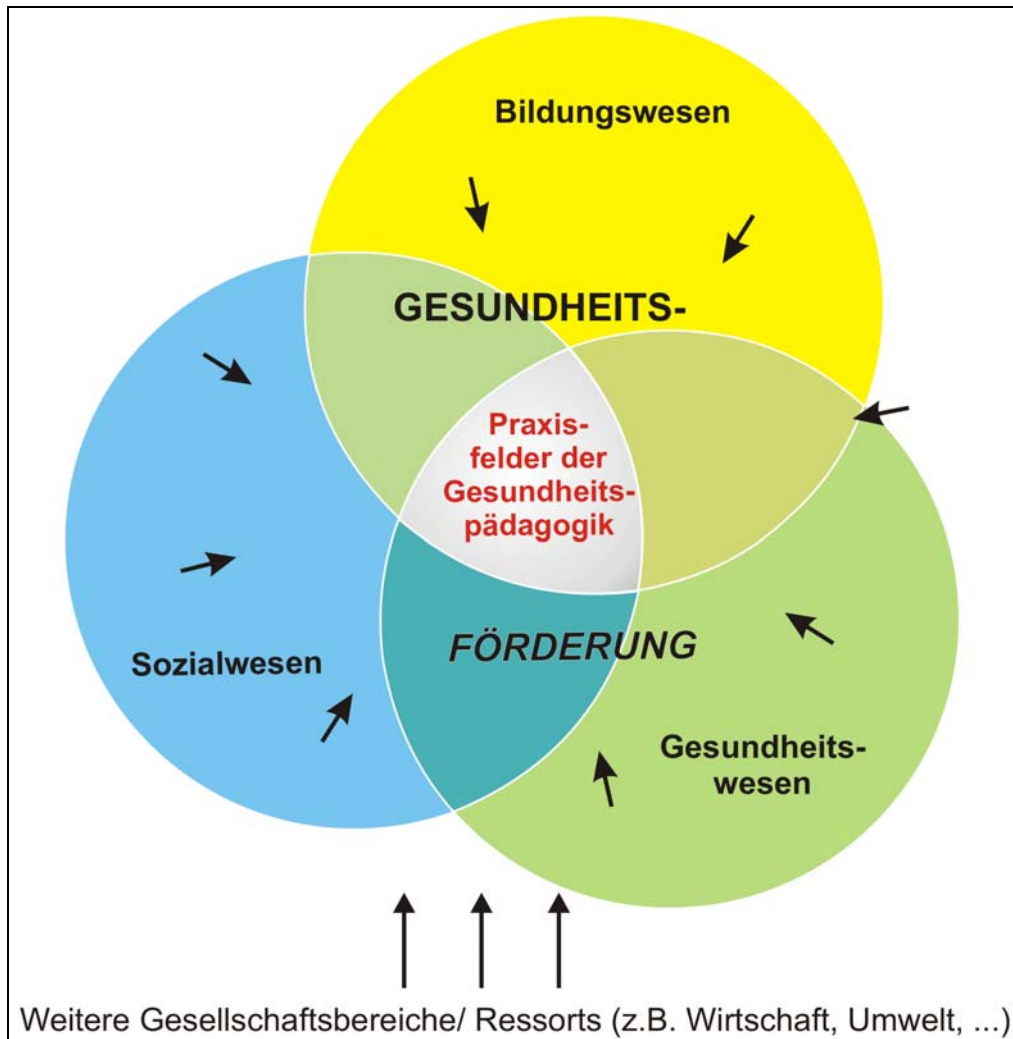 Bildungswesen
GESUNDHEITS-
Praxis-
felder der
Gesundheits-
pädagogik
FÖRDERUNG
Sozialwesen
Gesundheits-
wesen
Weitere Gesellschaftsbereiche/ Ressorts (z.B. Wirtschaft, Umwelt, ...)